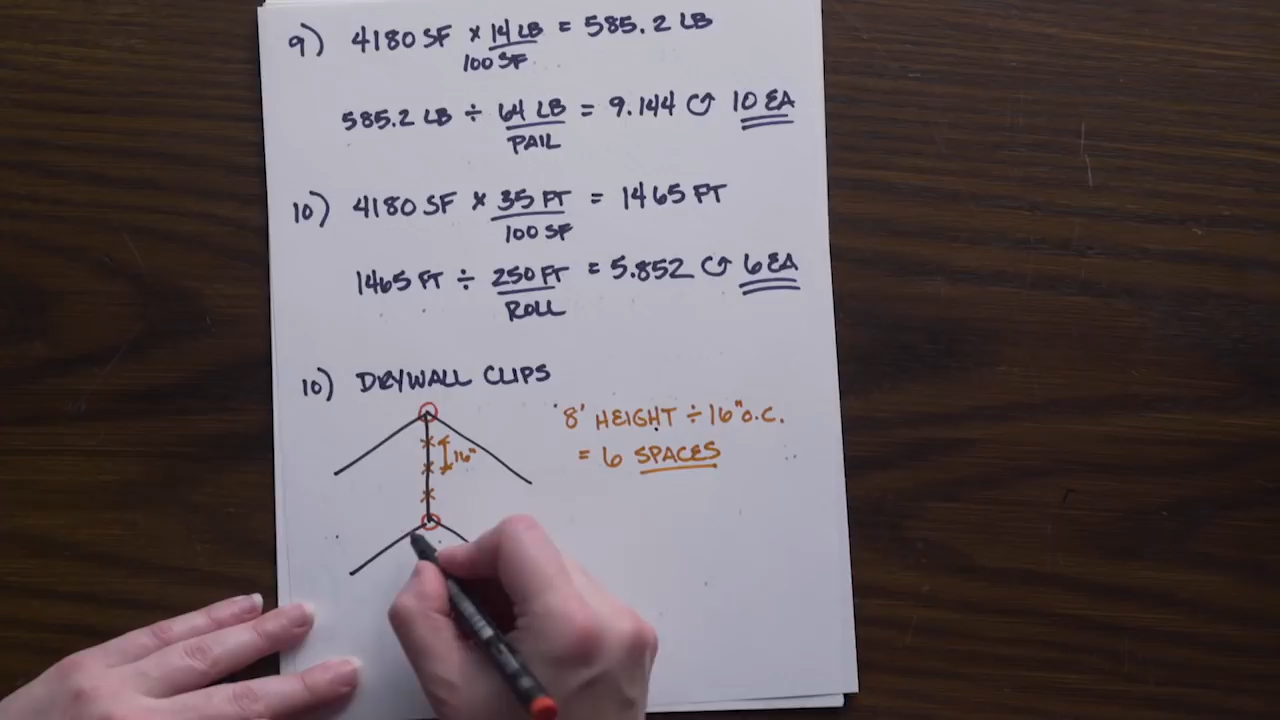 9) 4180 SF × 14 LB = 585.2 LB
100 SF
585.2 LB ÷ 64 LB = 9.144 ↺ 10 EA
PAIL
10) 4180 SF × 35 FT = 1465 FT
100 SF
1465 FT ÷ 250 FT = 5.852 ↺ 6 EA
ROLL
10) DRYWALL CLIPS
8' HEIGHT ÷ 16" O.C.
= 6 SPACES
16"